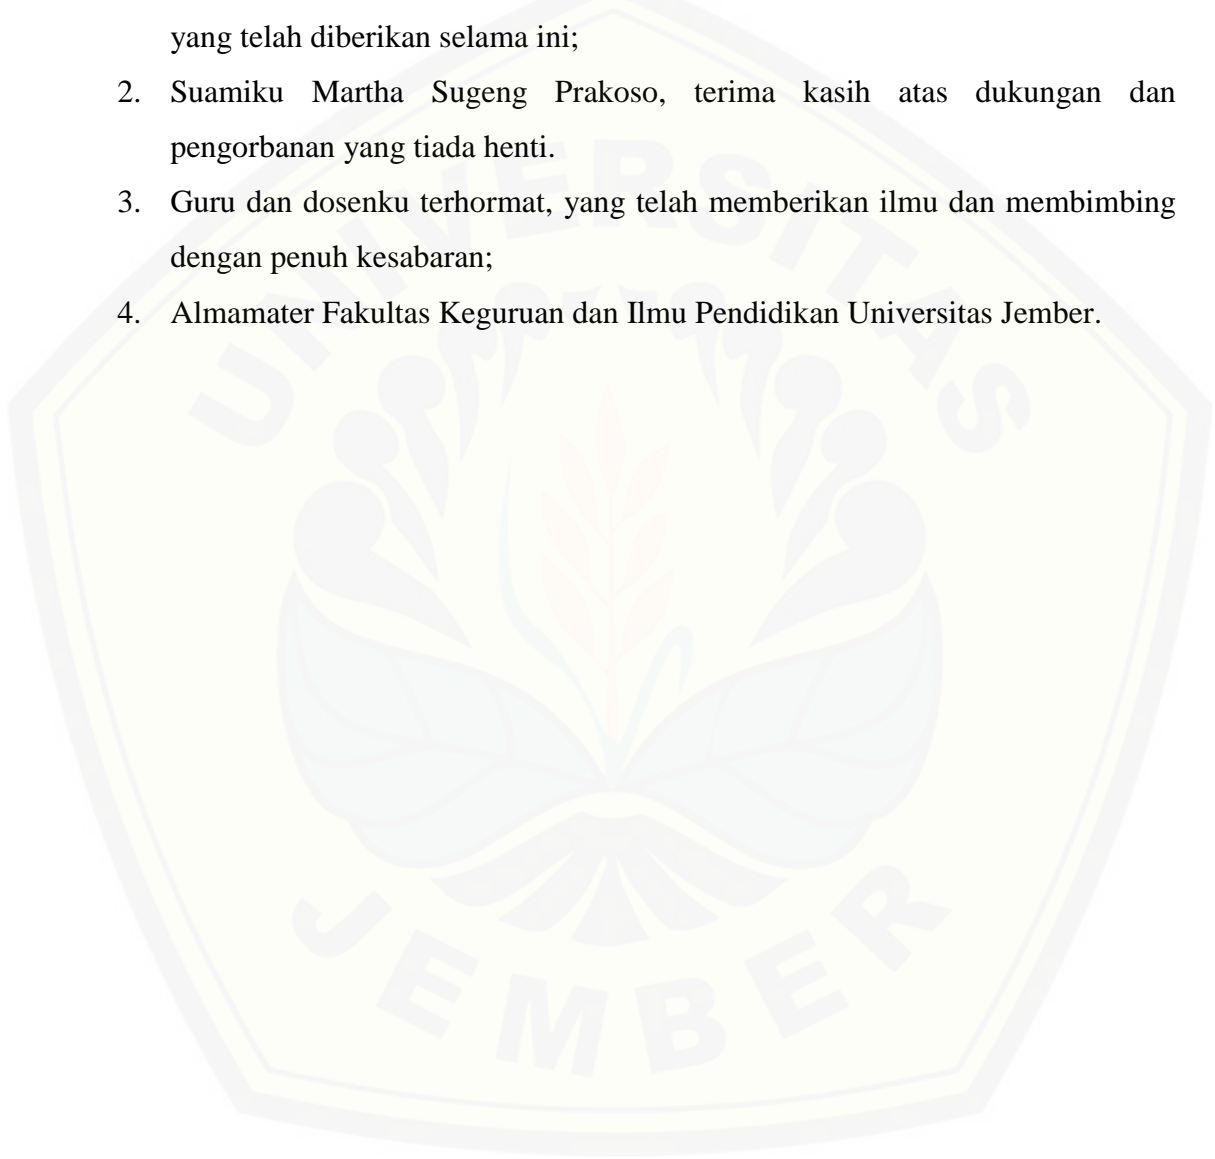 yang telah diberikan selama ini;
2. Suamiku Martha Sugeng Prakoso, terima kasih atas dukungan dan
pengorbanan yang tiada henti.
3. Guru dan dosenku terhormat, yang telah memberikan ilmu dan membimbing
dengan penuh kesabaran;
4. Almamater Fakultas Keguruan dan Ilmu Pendidikan Universitas Jember.
UNIVERSITAS
JEMBER